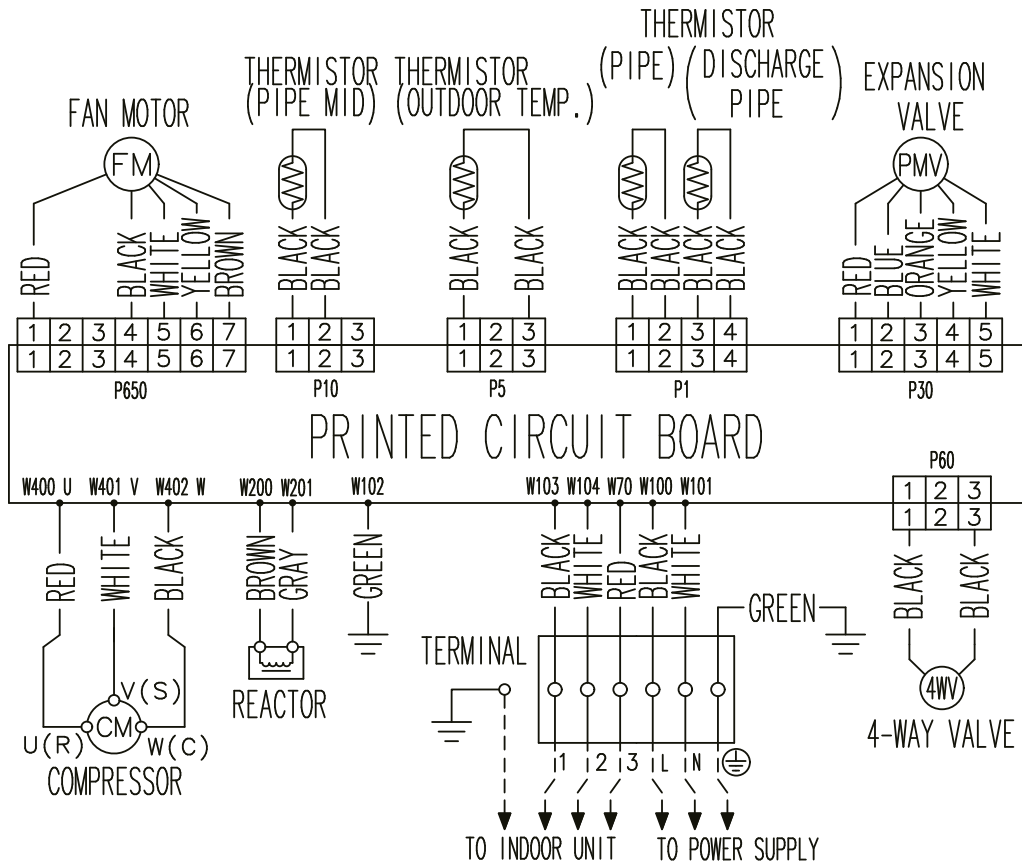 THERMISTOR
(PIPE) (DISCHARGE PIPE)
THERMISTOR (PIPE MID)
THERMISTOR (OUTDOOR TEMP.)
EXPANSION VALVE
FAN MOTOR
FM
PMV
RED BLACK WHITE YELLOW BROWN
BLACK BLACK
BLACK BLACK
BLACK BLACK BLACK BLACK
RED BLUE ORANGE YELLOW WHITE
1 2 3 4 5 6 7
1 2 3
1 2 3
1 2 3 4
1 2 3 4 5
1 2 3 4 5 6 7
1 2 3
1 2 3
1 2 3 4
1 2 3 4 5
P650
P10
P5
P1
P30
PRINTED CIRCUIT BOARD
P60
W400 U W401 V W402 W
W200 W201
W102
W103 W104 W70 W100 W101
1 2 3
1 2 3
RED WHITE BLACK
BROWN GRAY
GREEN
BLACK WHITE RED BLACK WHITE
GREEN
BLACK BLACK
TERMINAL
REACTOR
4WV
4-WAY VALVE
V(S)
CM
U(R)
W(C)
COMPRESSOR
1 2 3 L N
TO INDOOR UNIT
TO POWER SUPPLY